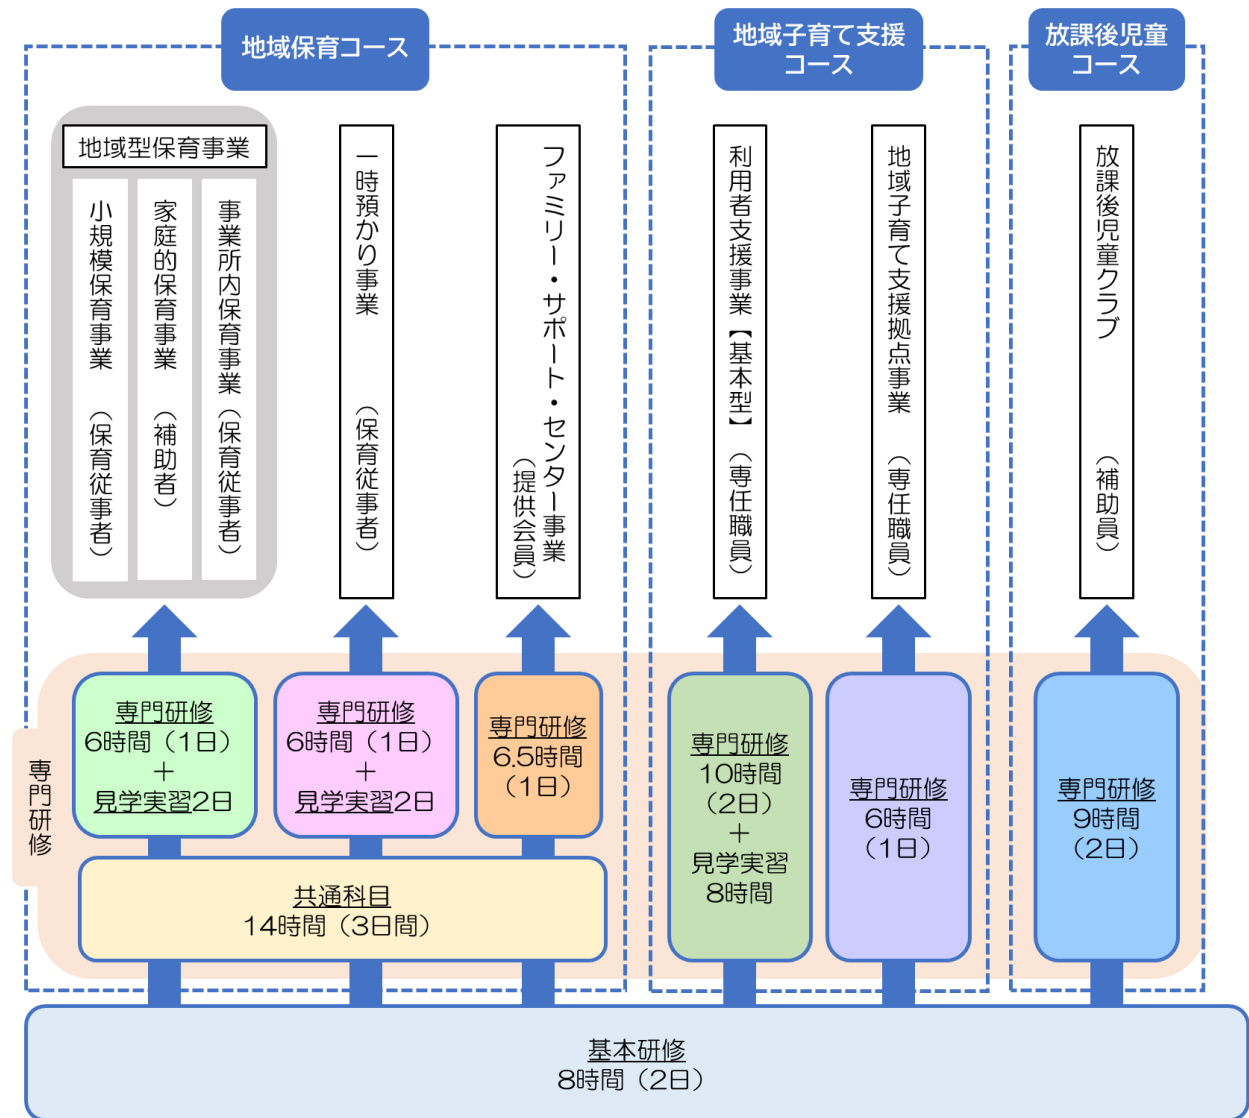 地域保育コース
地域子育て支援
コース
放課後児童
コース
地域型保育事業
小規模保育事業（保育従事者）
家庭的保育事業（補助者）
事業所内保育事業（保育従事者）
一時預かり事業（保育従事者）
ファミリー・サポート・センター事業
（提供会員）
利用者支援事業【基本型】（専任職員）
地域子育て支援拠点事業（専任職員）
放課後児童クラブ（補助員）
専門研修
専門研修
6時間（1日）
＋
見学実習2日
専門研修
6時間（1日）
＋
見学実習2日
専門研修
6.5時間
（1日）
共通科目
14時間（3日間）
専門研修
10時間
（2日）
＋
見学実習
8時間
専門研修
6時間
（1日）
専門研修
9時間
（2日）
基本研修
8時間（2日）